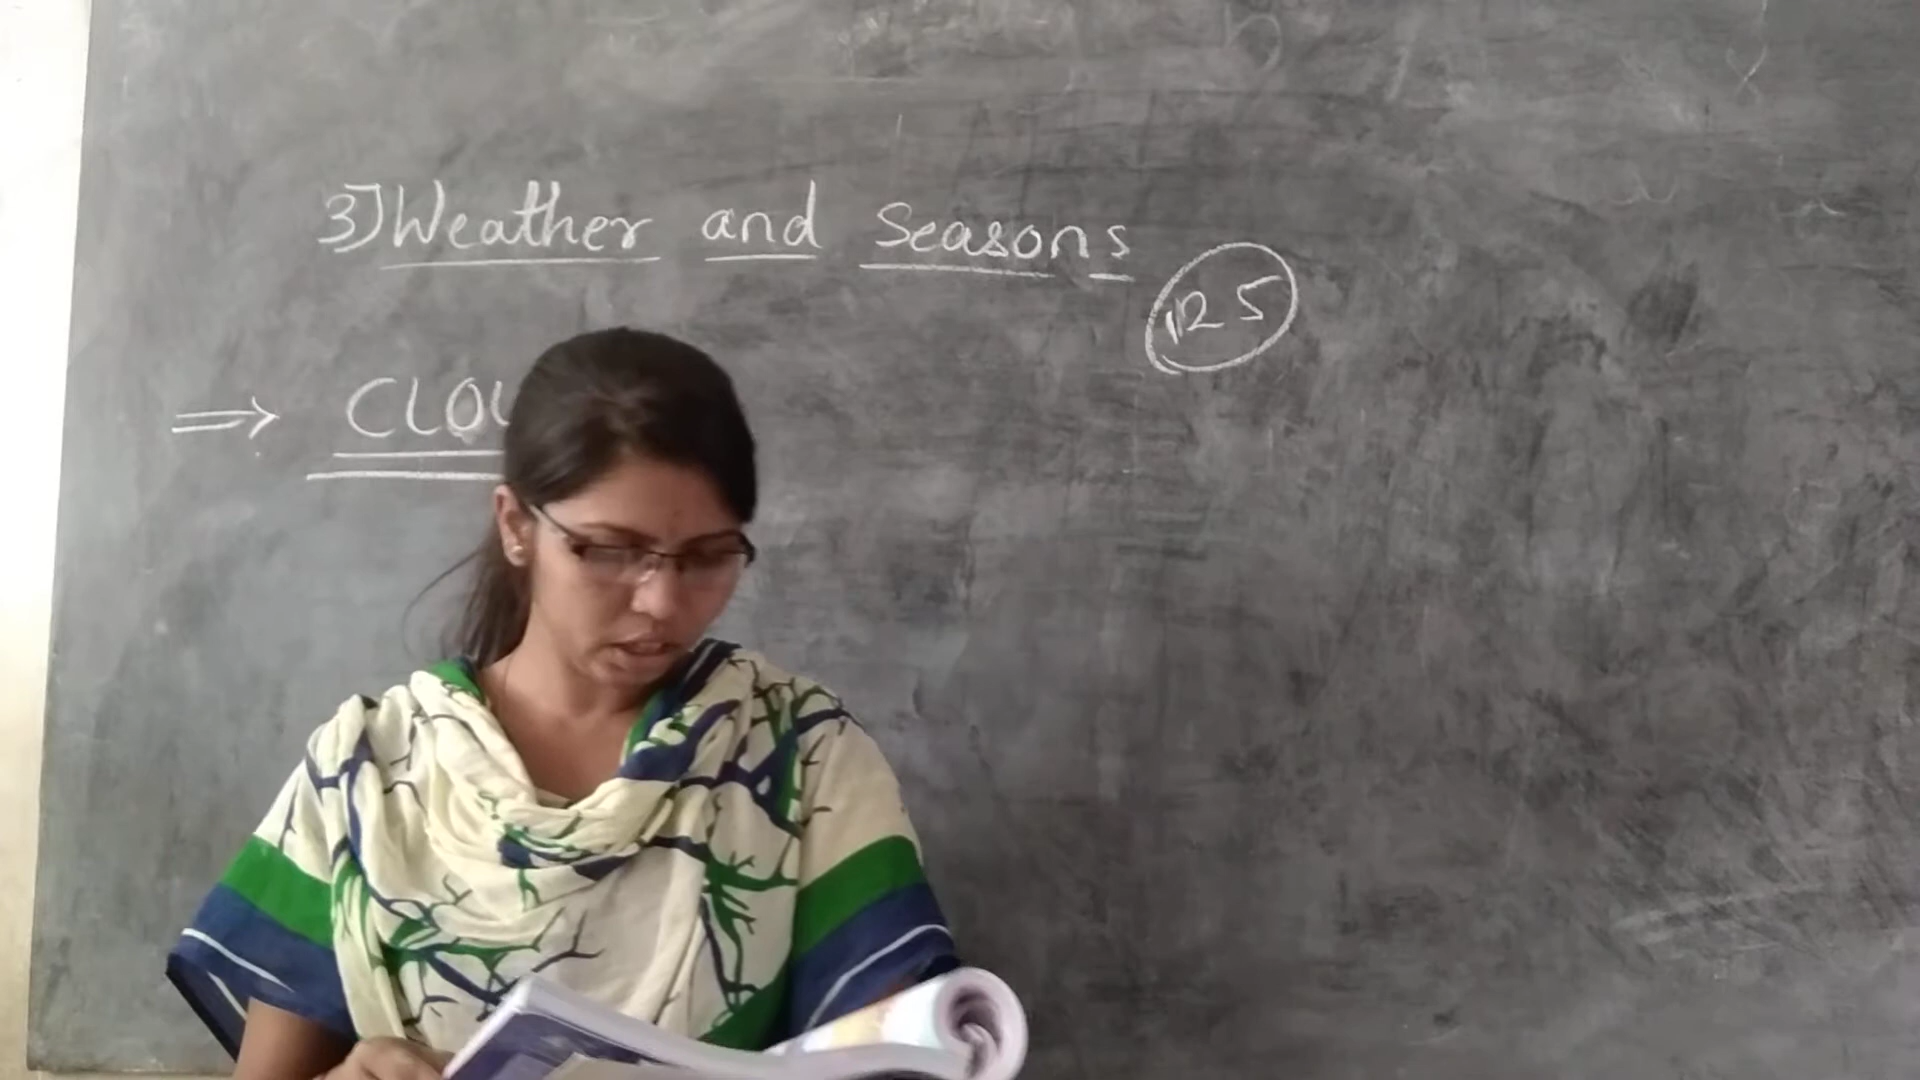 3) Weather and Seasons
125
⇒ CLOU